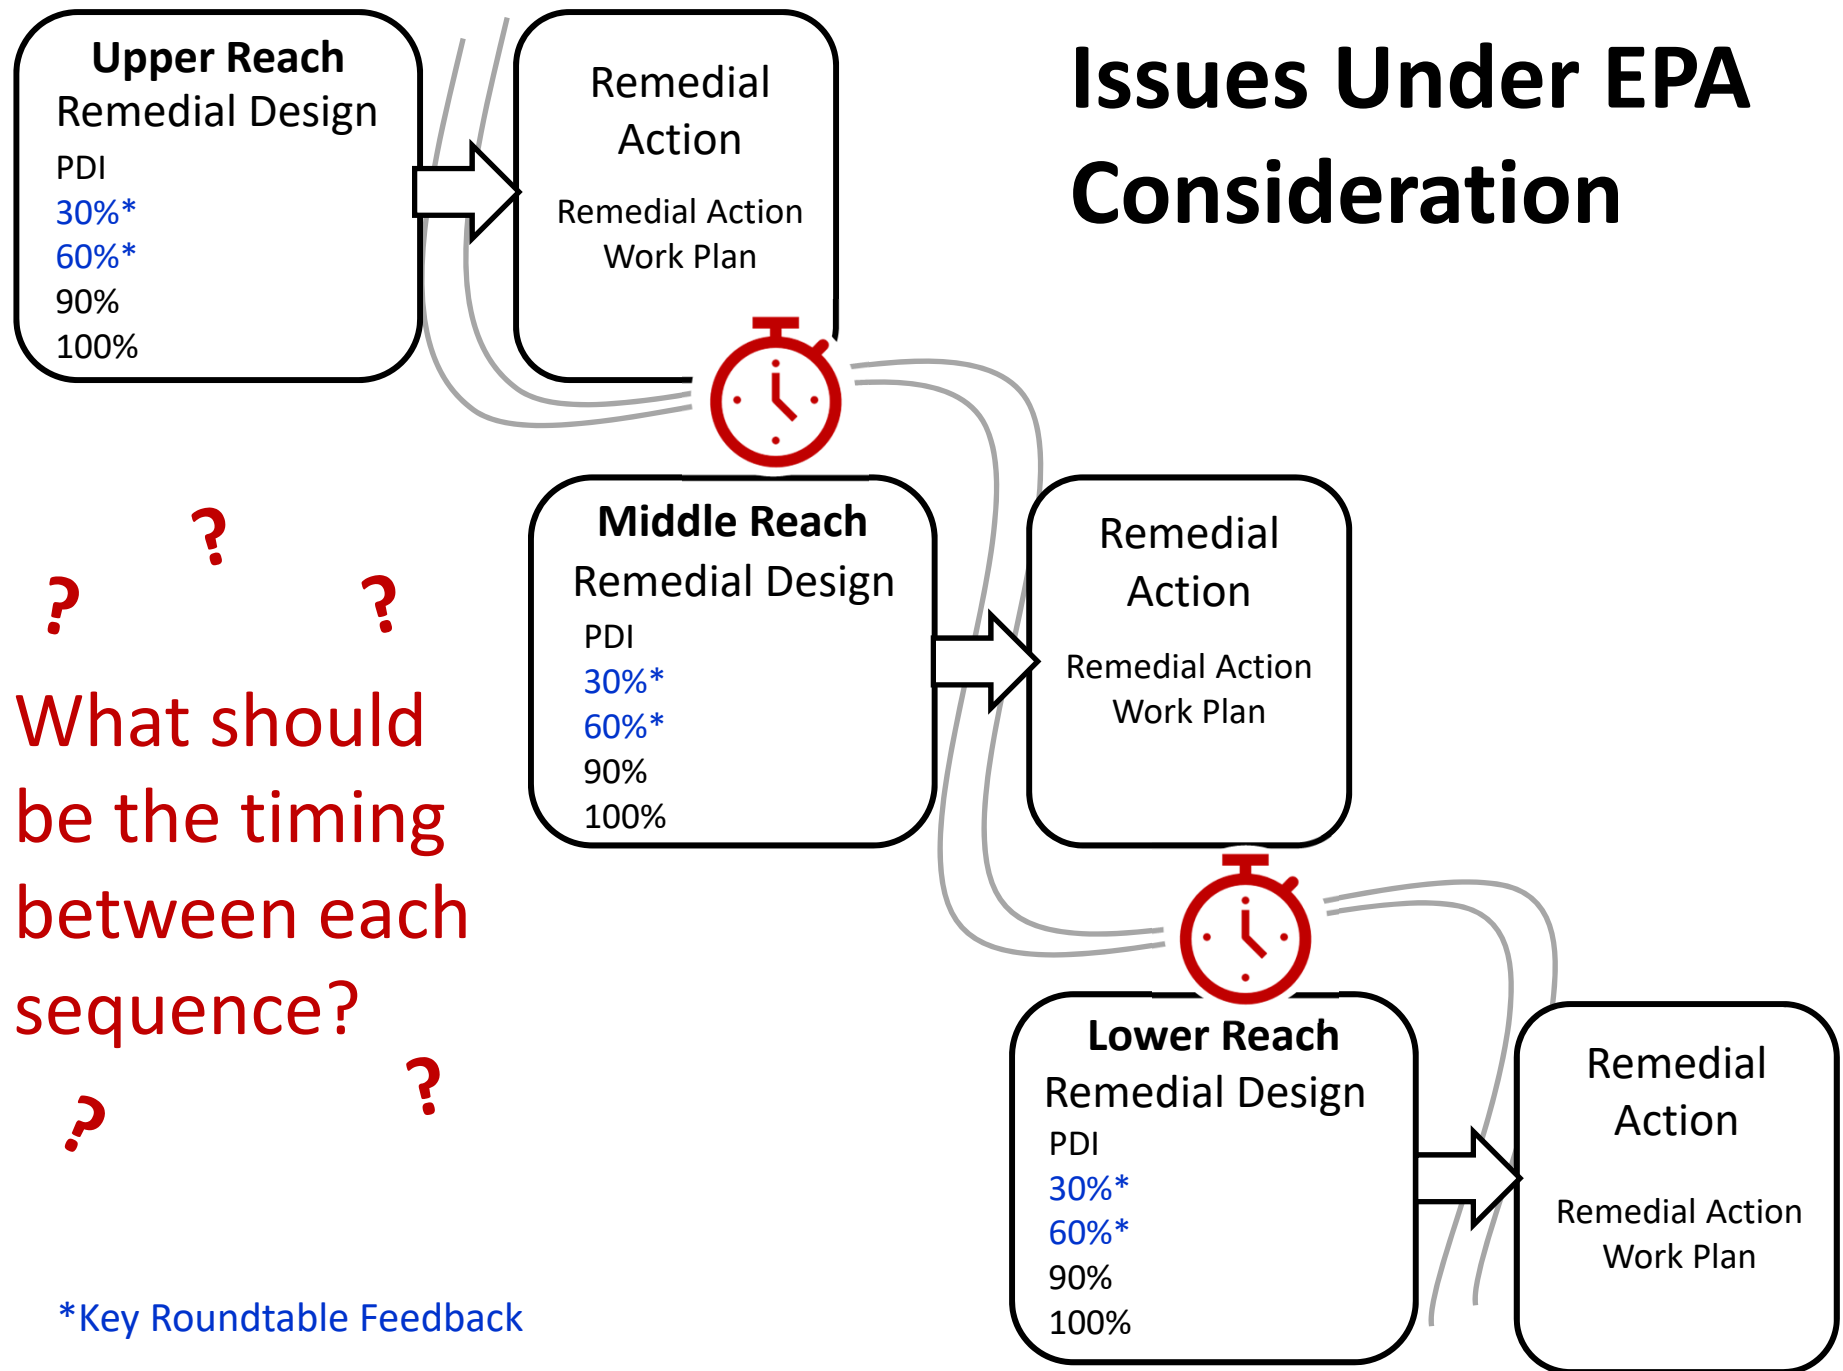 Issues Under EPA
Consideration
Upper Reach
Remedial Design
PDI
30%*
60%*
90%
100%
Remedial
Action
Remedial Action
Work Plan
Middle Reach
Remedial Design
PDI
30%*
60%*
90%
100%
Remedial
Action
Remedial Action
Work Plan
?
?
?
What should
be the timing
between each
sequence?
?
?
Lower Reach
Remedial Design
PDI
30%*
60%*
90%
100%
Remedial
Action
Remedial Action
Work Plan
*Key Roundtable Feedback